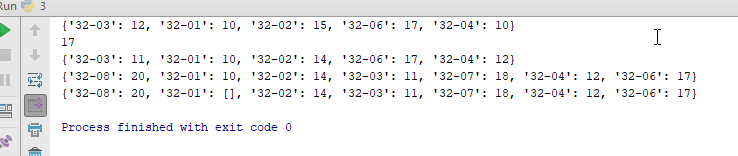 Run 3
{'32-03': 12, '32-01': 10, '32-02': 15, '32-06': 17, '32-04': 10}
17
{'32-03': 11, '32-01': 10, '32-02': 14, '32-06': 17, '32-04': 12}
{'32-08': 20, '32-01': 10, '32-02': 14, '32-03': 11, '32-07': 18, '32-04': 12, '32-06': 17}
{'32-08': 20, '32-01': [], '32-02': 14, '32-03': 11, '32-07': 18, '32-04': 12, '32-06': 17}
Process finished with exit code 0